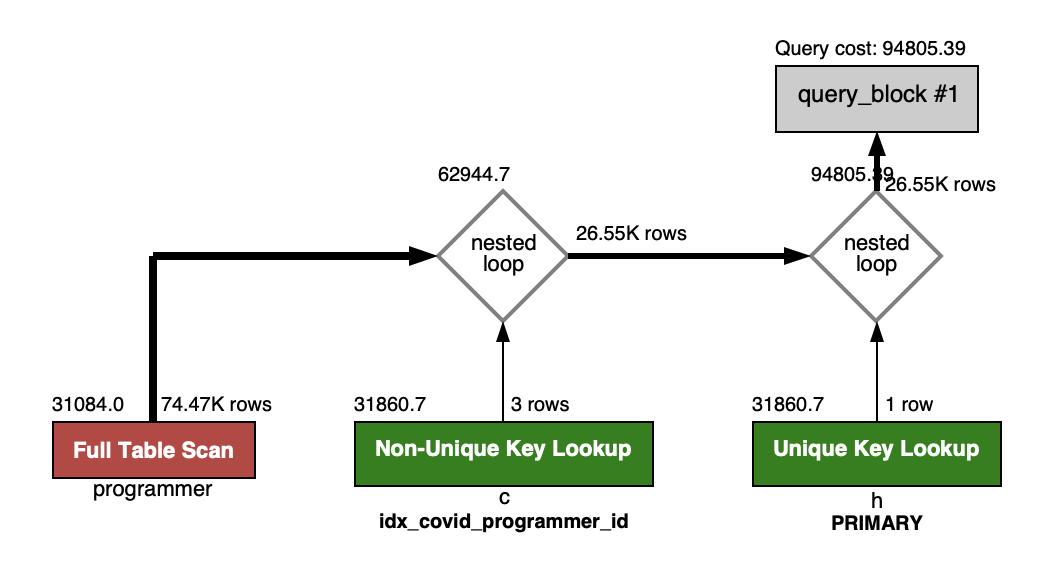 Query cost: 94805.39
query_block #1
62944.7
94805.39
26.55K rows
26.55K rows
nested
loop
nested
loop
31084.0
74.47K rows
31860.7
3 rows
31860.7
1 row
Full Table Scan
Non-Unique Key Lookup
Unique Key Lookup
programmer
c
h
idx_covid_programmer_id
PRIMARY